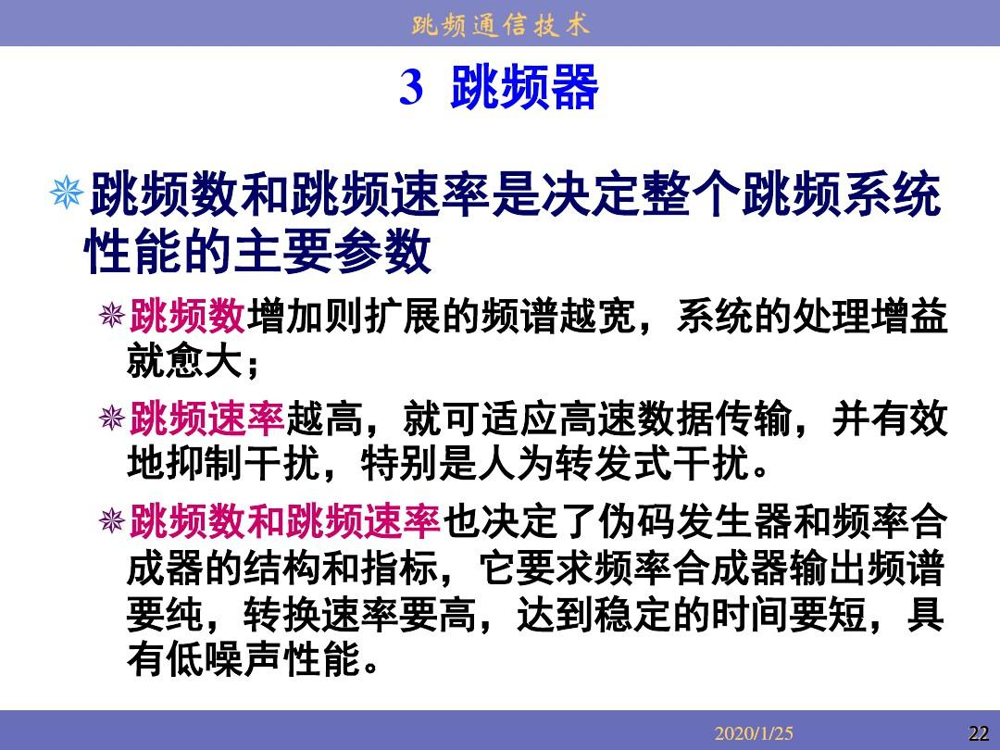 跳频通信技术
3 跳频器
跳频数和跳频速率是决定整个跳频系统
性能的主要参数
跳频数增加则扩展的频谱越宽，系统的处理增益
就愈大；
跳频速率越高，就可适应高速数据传输，并有效
地抑制干扰，特别是人为转发式干扰。
跳频数和跳频速率也决定了伪码发生器和频率合
成器的结构和指标，它要求频率合成器输出频谱
要纯，转换速率要高，达到稳定的时间要短，具
有低噪声性能。
2020/1/25
22